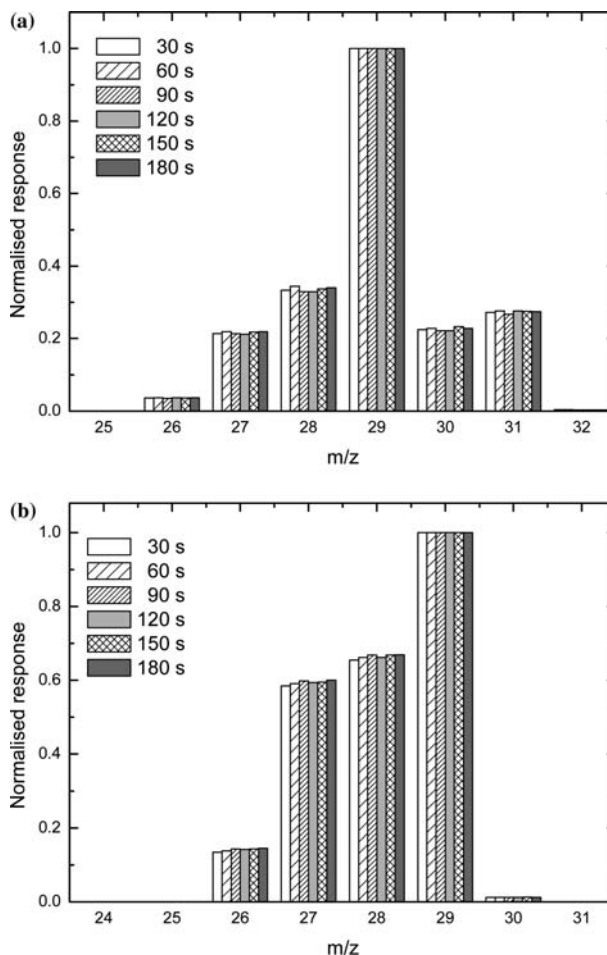 (a)
30 s
60 s
90 s
120 s
150 s
180 s
Normalised response
1.0
0.8
0.6
0.4
0.2
0.0
25 26 27 28 29 30 31 32
m/z
(b)
30 s
60 s
90 s
120 s
150 s
180 s
Normalised response
1.0
0.8
0.6
0.4
0.2
0.0
24 25 26 27 28 29 30 31
m/z